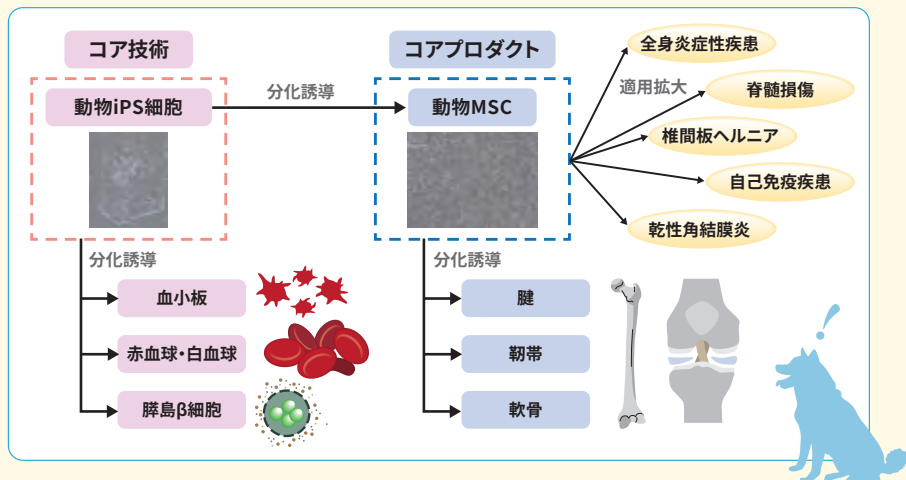 コア技術
コアプロダクト
動物iPS細胞
分化誘導
動物MSC
適用拡大
全身炎症性疾患
脊髄損傷
椎間板ヘルニア
自己免疫疾患
乾性角結膜炎
分化誘導
血小板
赤血球・白血球
膵島β細胞
分化誘導
腱
靭帯
軟骨
!